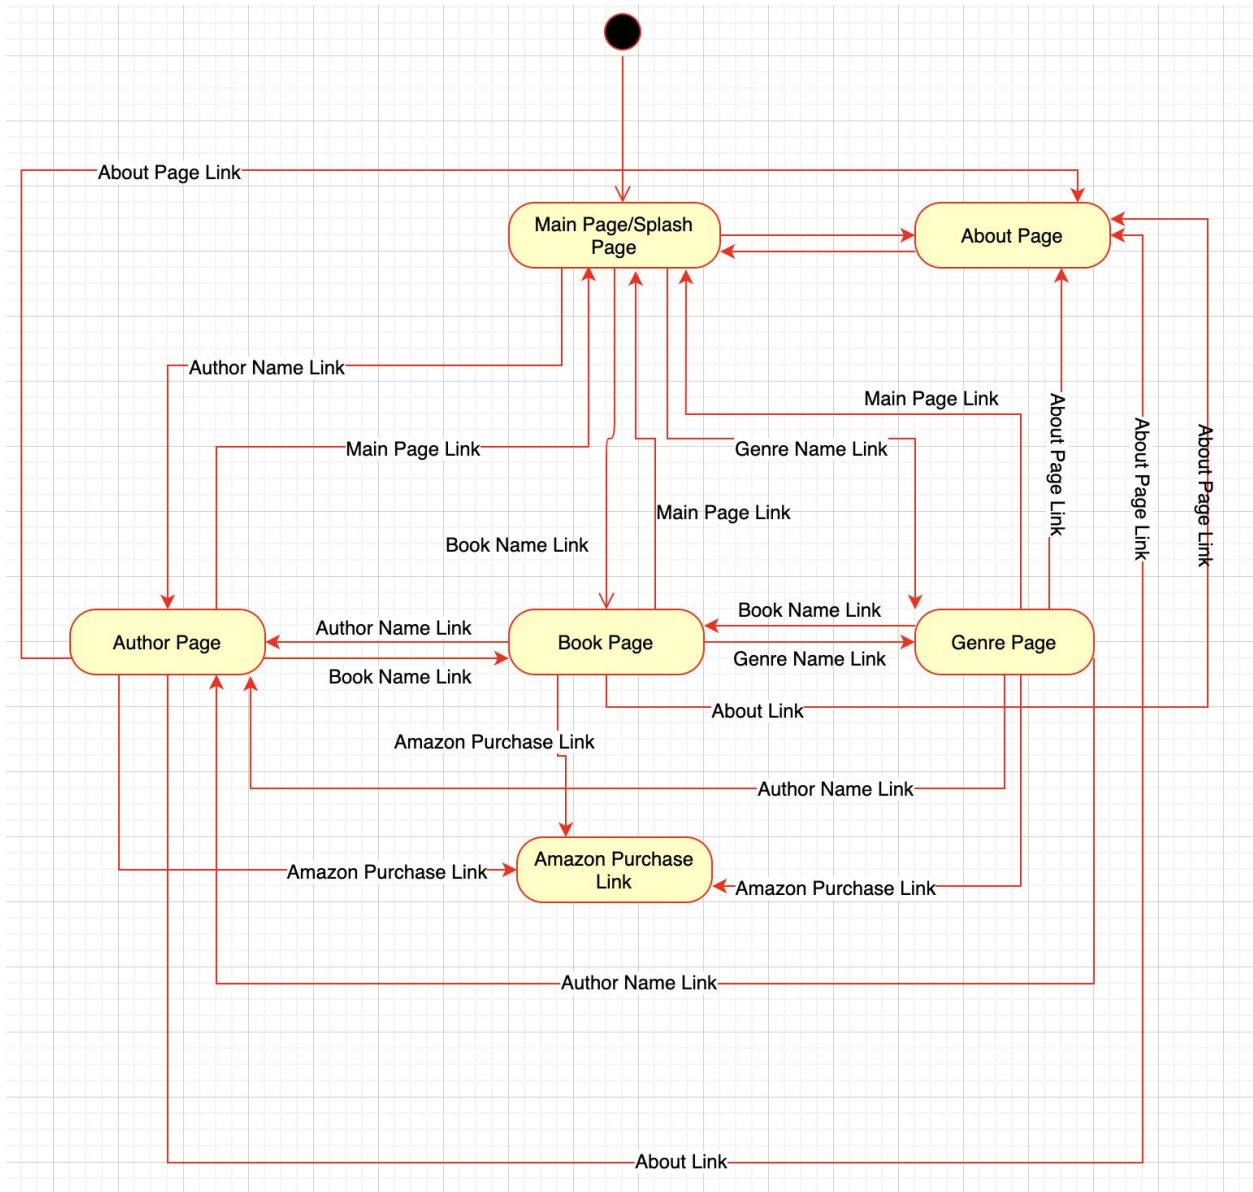 About Page Link
Main Page/Splash
Page
About Page
Author Name Link
Main Page Link
Main Page Link
Genre Name Link
About Page Link
About Page Link
About Page Link
Main Page Link
Book Name Link
Author Page
Author Name Link
Book Name Link
Book Page
Book Name Link
Genre Name Link
Genre Page
About Link
Amazon Purchase Link
Author Name Link
Amazon Purchase Link
Amazon Purchase
Link
Amazon Purchase Link
Author Name Link
About Link